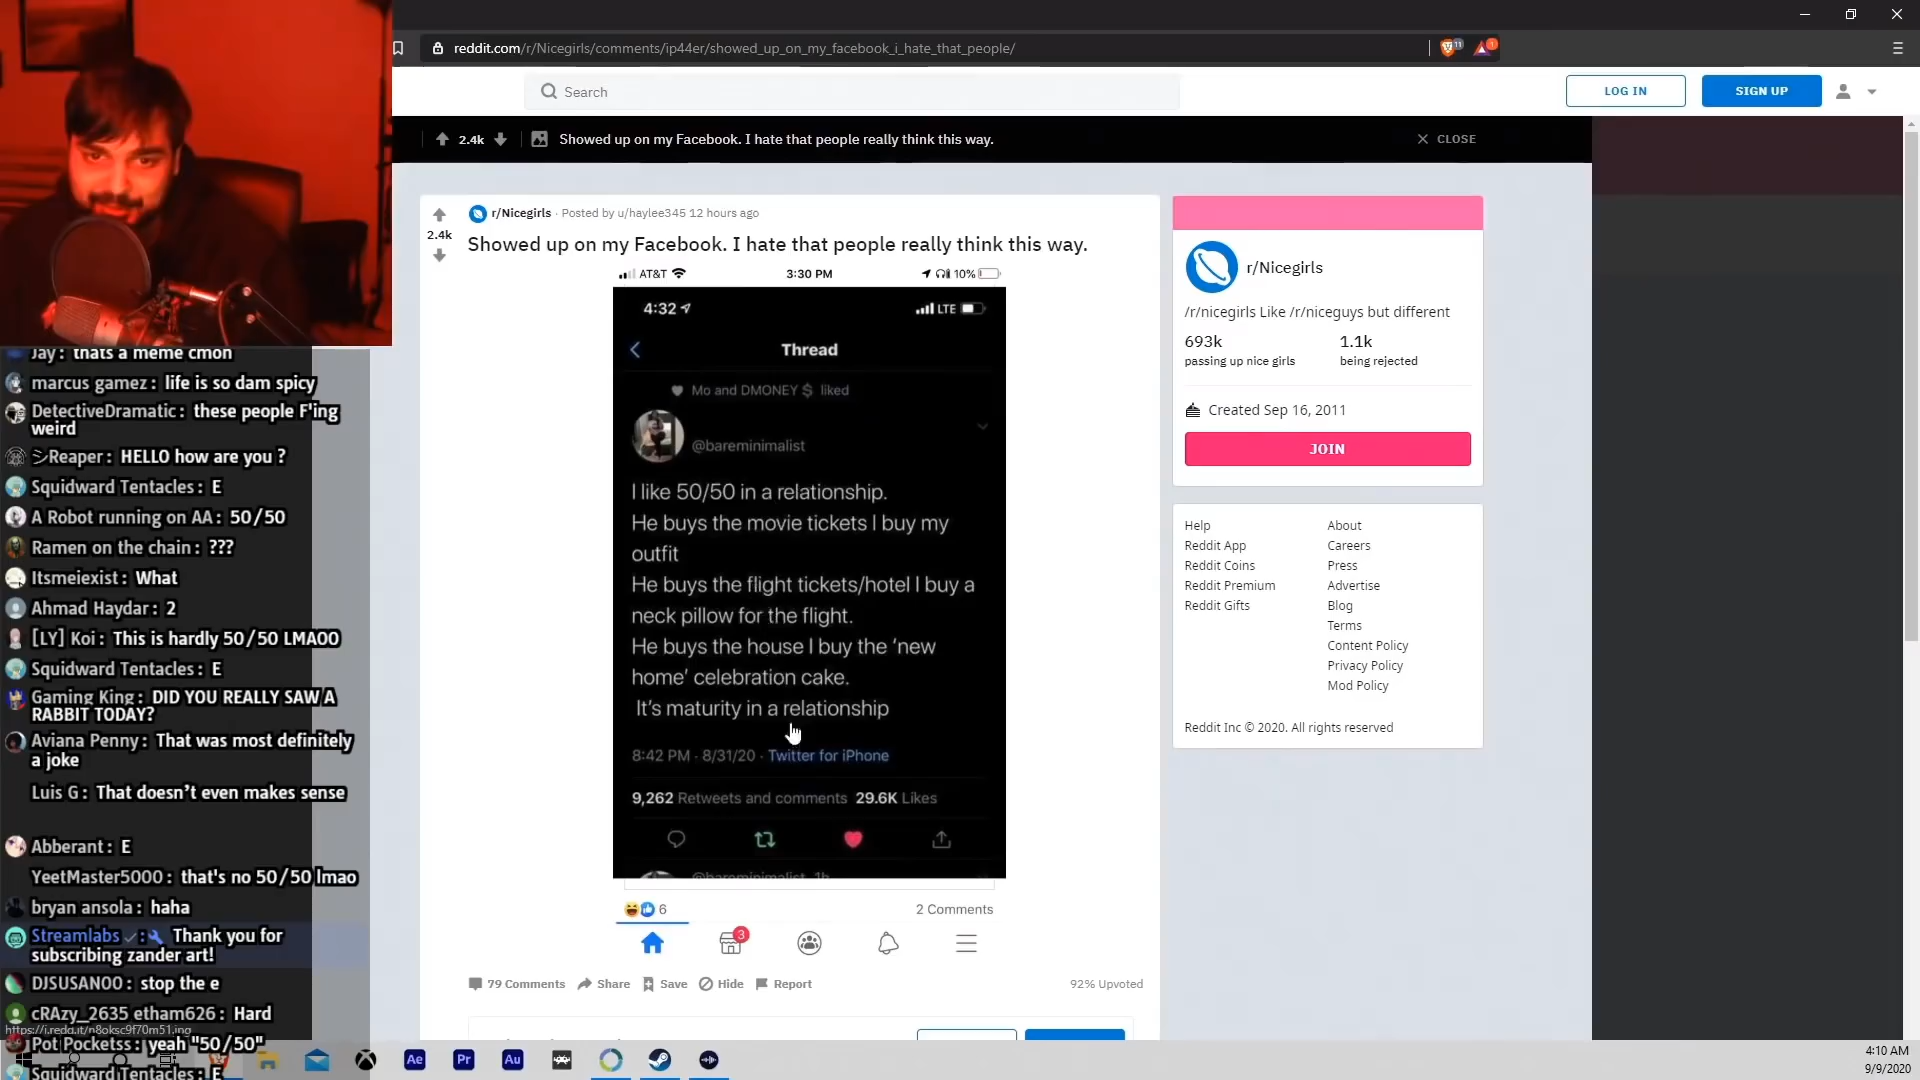 reddit.com/r/Nicegirls/comments/ip44er/showed_up_on_my_facebook_i_hate_that_people/
Search
LOG IN
SIGN UP
2.4k
Showed up on my Facebook. I hate that people really think this way.
CLOSE
r/Nicegirls · Posted by u/haylee345 12 hours ago
2.4k
Showed up on my Facebook. I hate that people really think this way.
AT&T
3:30 PM
10%
4:32
LTE
Thread
Mo and DMONEY $ liked
@bareminimalist
I like 50/50 in a relationship.
He buys the movie tickets I buy my
outfit
He buys the flight tickets/hotel I buy a
neck pillow for the flight.
He buys the house I buy the ‘new
home’ celebration cake.
It’s maturity in a relationship
8:42 PM · 8/31/20 · Twitter for iPhone
9,262 Retweets and comments 29.6K Likes
@bareminimalist 1h
6
2 Comments
3
79 Comments
Share
Save
Hide
Report
92% Upvoted
r/Nicegirls
/r/nicegirls Like /r/niceguys but different
693k
1.1k
passing up nice girls
being rejected
Created Sep 16, 2011
JOIN
Help
About
Reddit App
Careers
Reddit Coins
Press
Reddit Premium
Advertise
Reddit Gifts
Blog
Terms
Content Policy
Privacy Policy
Mod Policy
Reddit Inc © 2020. All rights reserved
Jay: thats a meme cmon
marcus gamez: life is so dam spicy
DetectiveDramatic: these people F'ing
weird
シReaper: HELLO how are you ?
Squidward Tentacles: E
A Robot running on AA: 50/50
Ramen on the chain: ???
Itsmeiexist: What
Ahmad Haydar: 2
[LY] Koi: This is hardly 50/50 LMAOO
Squidward Tentacles: E
Gaming King: DID YOU REALLY SAW A
RABBIT TODAY?
Aviana Penny: That was most definitely
a joke
Luis G: That doesn’t even makes sense
Abberant: E
YeetMaster5000: that's no 50/50 lmao
bryan ansola: haha
Streamlabs: Thank you for
subscribing zander art!
DJSUSANOO: stop the e
cRAzy_2635 etham626: Hard
Pot Pocketss: yeah "50/50"
Squidward Tentacles: E
Ae
Pr
Au
4:10 AM
9/9/2020